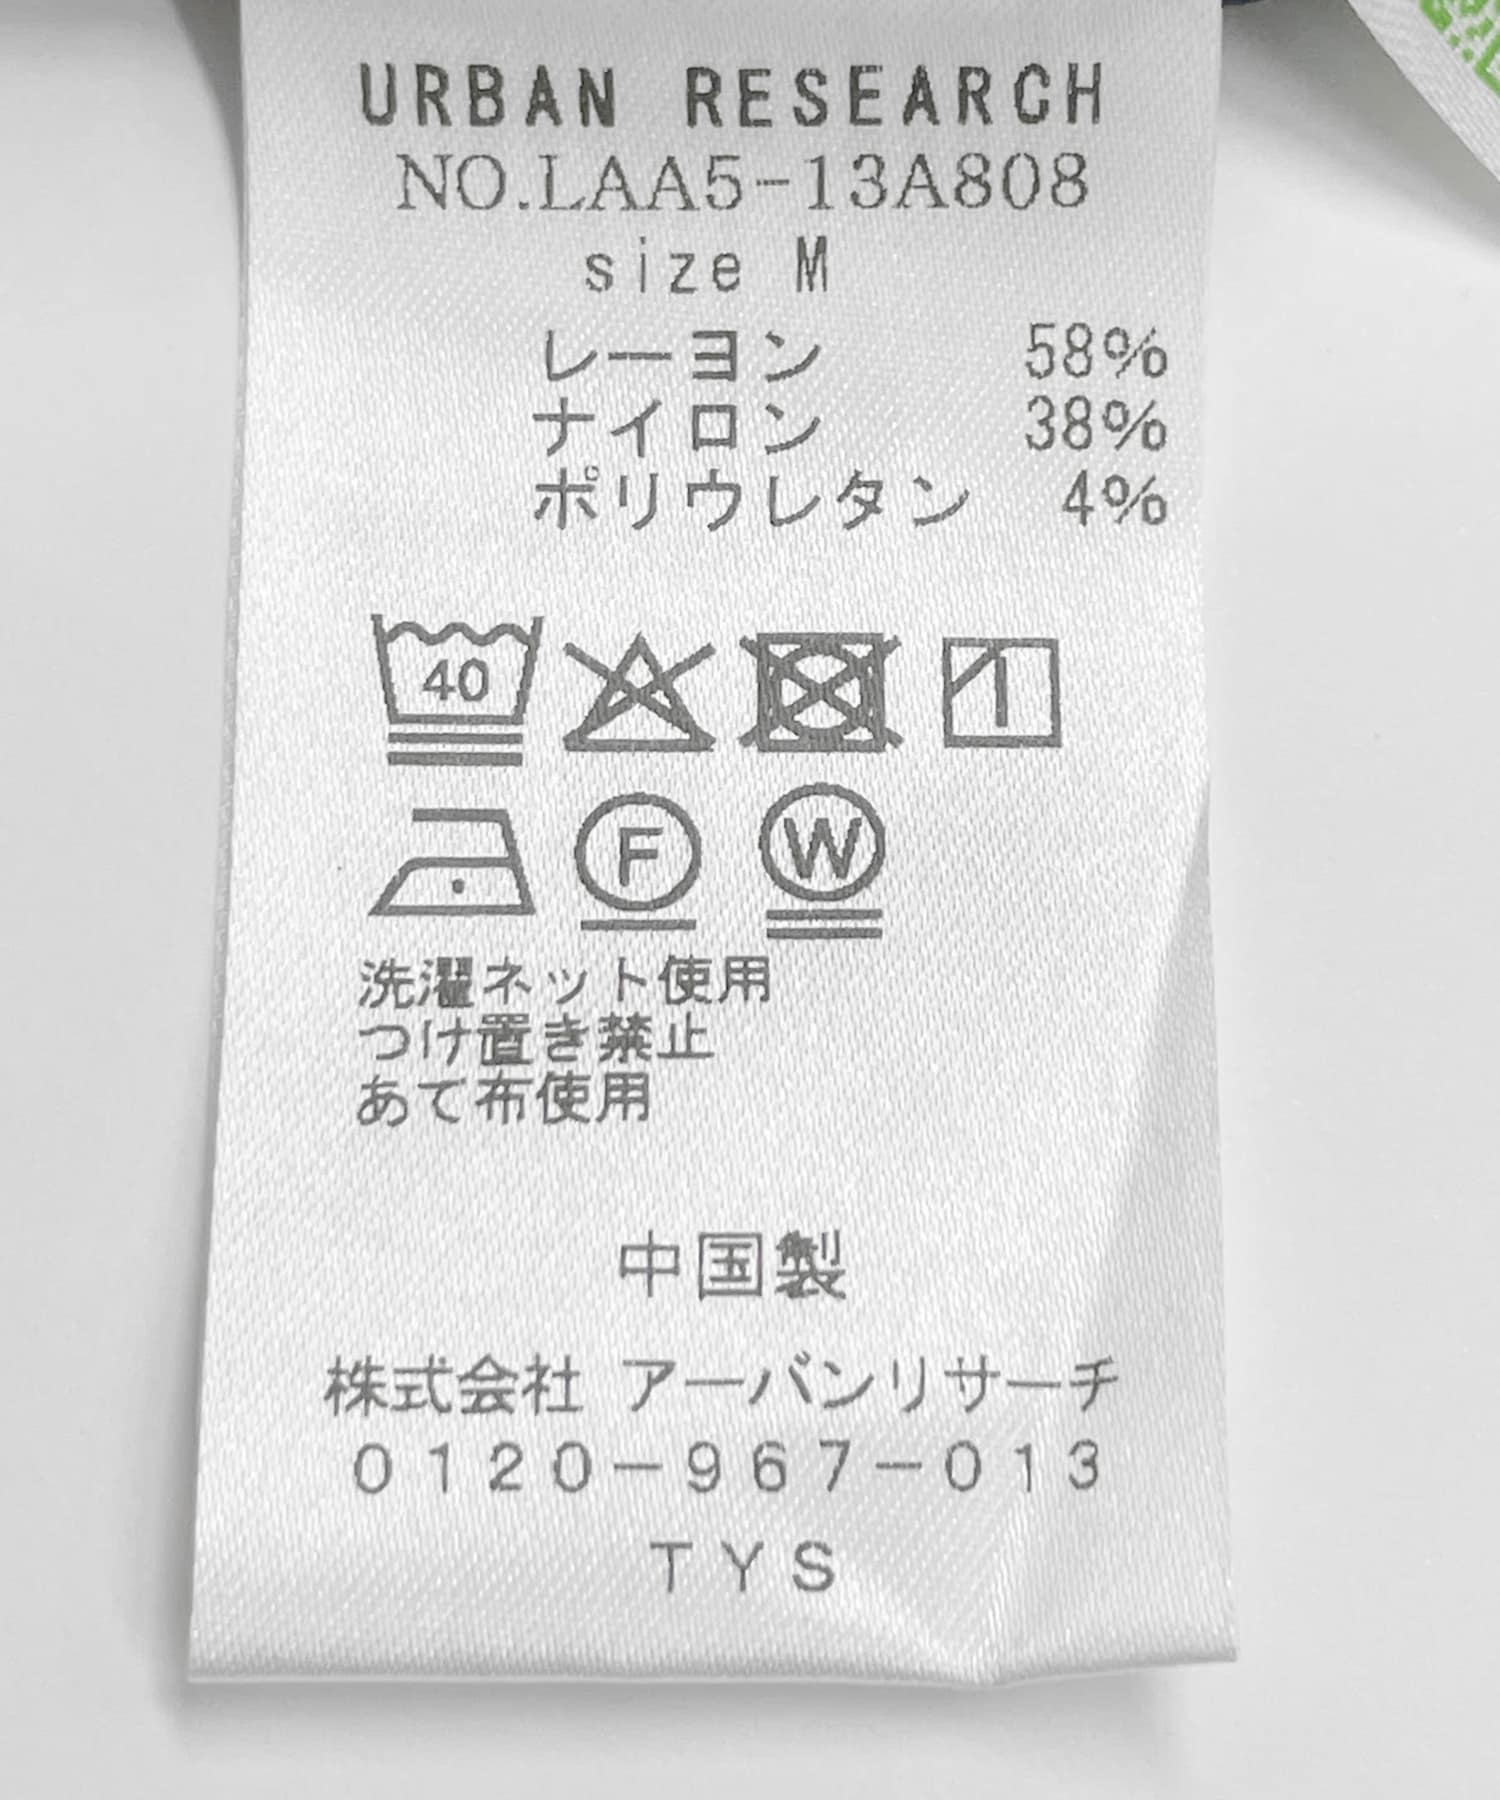 URBAN RESEARCH
NO.LAA5-13A808
size M
レーヨン 58%
ナイロン 38%
ポリウレタン 4%
40
F W
洗濯ネット使用
つけ置き禁止
あて布使用
中国製
株式会社 アーバンリサーチ
0120-967-013
TYS